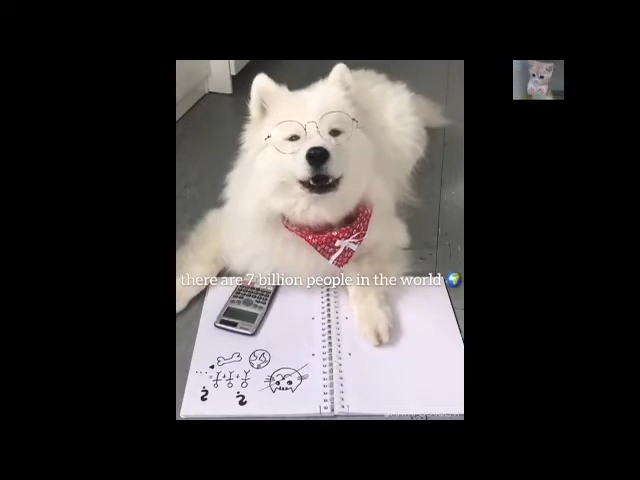 there are 7 billion people in the world 🌍